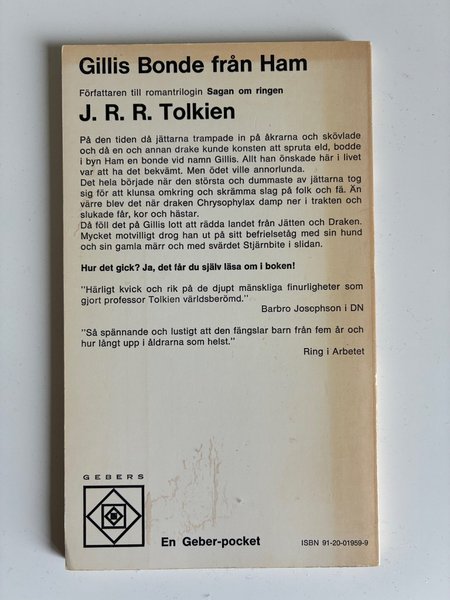 Gillis Bonde från Ham
Författaren till romantrilogin Sagan om ringen
J. R. R. Tolkien
På den tiden då jättarna trampade in på åkrarna och skövlade
och då en och annan drake kunde konsten att spruta eld, bodde
i byn Ham en bonde vid namn Gillis. Allt han önskade här i livet
var att ha det bekvämt. Men ödet ville annorlunda.
Det hela började när den största och dummaste av jättarna tog
sig för att klunsa omkring och skrämma slag på folk och fä. Än
värre blev det när draken Chrysophylax damp ner i trakten och
slukade får, kor och hästar.
Då föll det på Gillis lott att rädda landet från Jätten och Draken.
Mycket motvilligt drog han ut på sitt befrielsetåg med sin hund
och sin gamla märr och med svärdet Stjärnbite i slidan.
Hur det gick? Ja, det får du själv läsa om i boken!
"Härligt kvick och rik på de djupt mänskliga finurligheter som
gjort professor Tolkien världsberömd."
Barbro Josephson i DN
"Så spännande och lustigt att den fängslar barn från fem år och
hur långt upp i åldrarna som helst."
Ring i Arbetet
GEBERS
En Geber-pocket
ISBN 91-20-01959-9